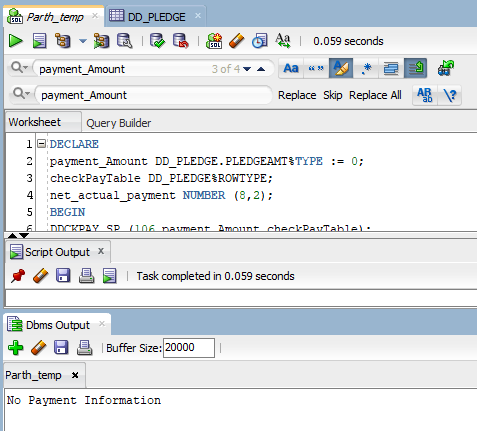 Parth_temp
DD_PLEDGE
0.059 seconds
payment_Amount 3 of 4
Aa “” .*
payment_Amount Replace Skip Replace All AB ab \?
Worksheet Query Builder
1 DECLARE
2 payment_Amount DD_PLEDGE.PLEDGEAMT%TYPE := 0;
3 checkPayTable DD_PLEDGE%ROWTYPE;
4 net_actual_payment NUMBER (8,2);
5 BEGIN
6 DDCKPAY_SP (106,payment_Amount,checkPayTable);
Script Output x
Task completed in 0.059 seconds
Dbms Output
Buffer Size: 20000
Parth_temp x
No Payment Information